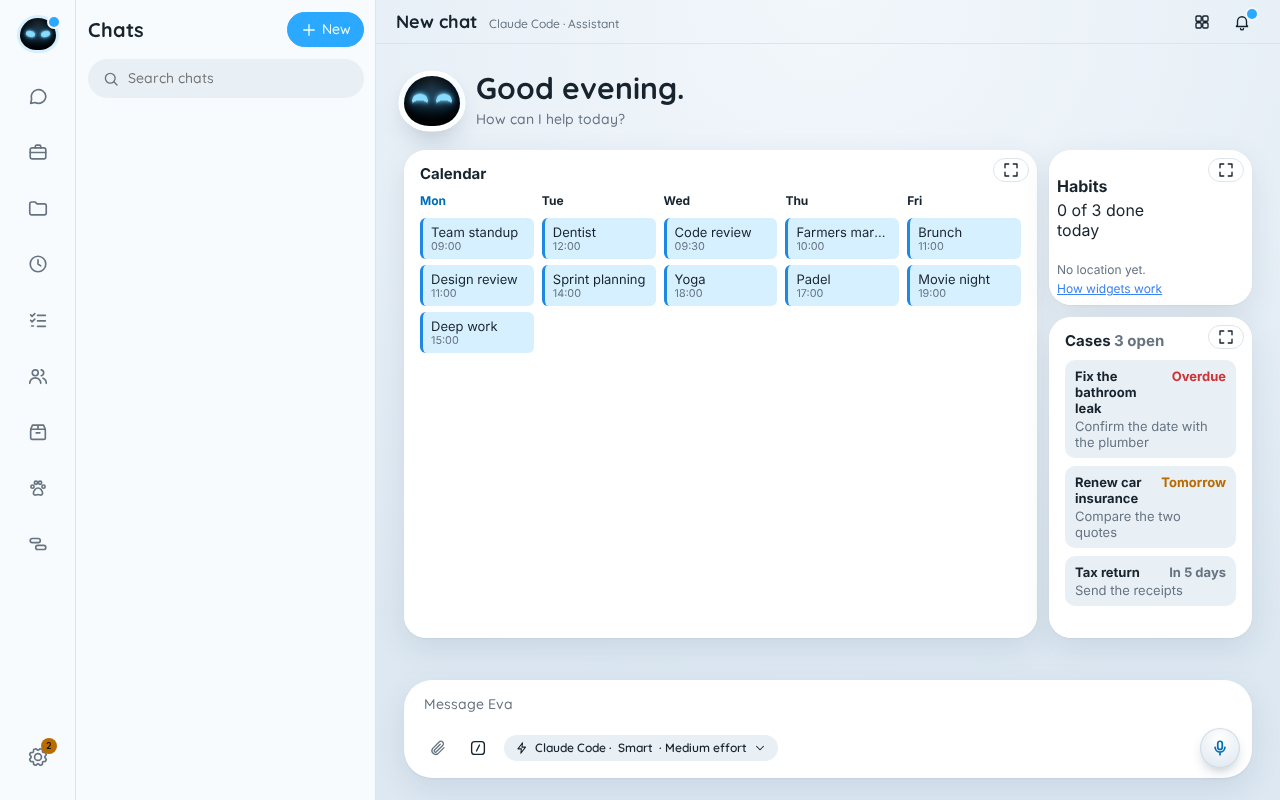 Chats
New
Search chats
2
New chat Claude Code · Assistant
Good evening.
How can I help today?
Calendar
Mon Tue Wed Thu Fri
Team standup
09:00
Dentist
12:00
Code review
09:30
Farmers mar...
10:00
Brunch
11:00
Design review
11:00
Sprint planning
14:00
Yoga
18:00
Padel
17:00
Movie night
19:00
Deep work
15:00
Habits
0 of 3 done
today
No location yet.
How widgets work
Cases 3 open
Fix the Overdue
bathroom
leak
Confirm the date with
the plumber
Renew car Tomorrow
insurance
Compare the two
quotes
Tax return In 5 days
Send the receipts
Message Eva
Claude Code · Smart · Medium effort